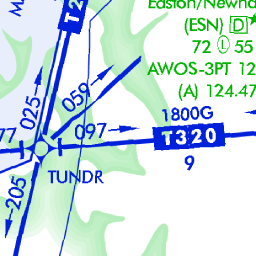 Easton/Newna
(ESN) D
72 L 55
AWOS-3PT 12
(A) 124.47
T2
025
059
097
1800G
T320
9
77
205
TUNDR